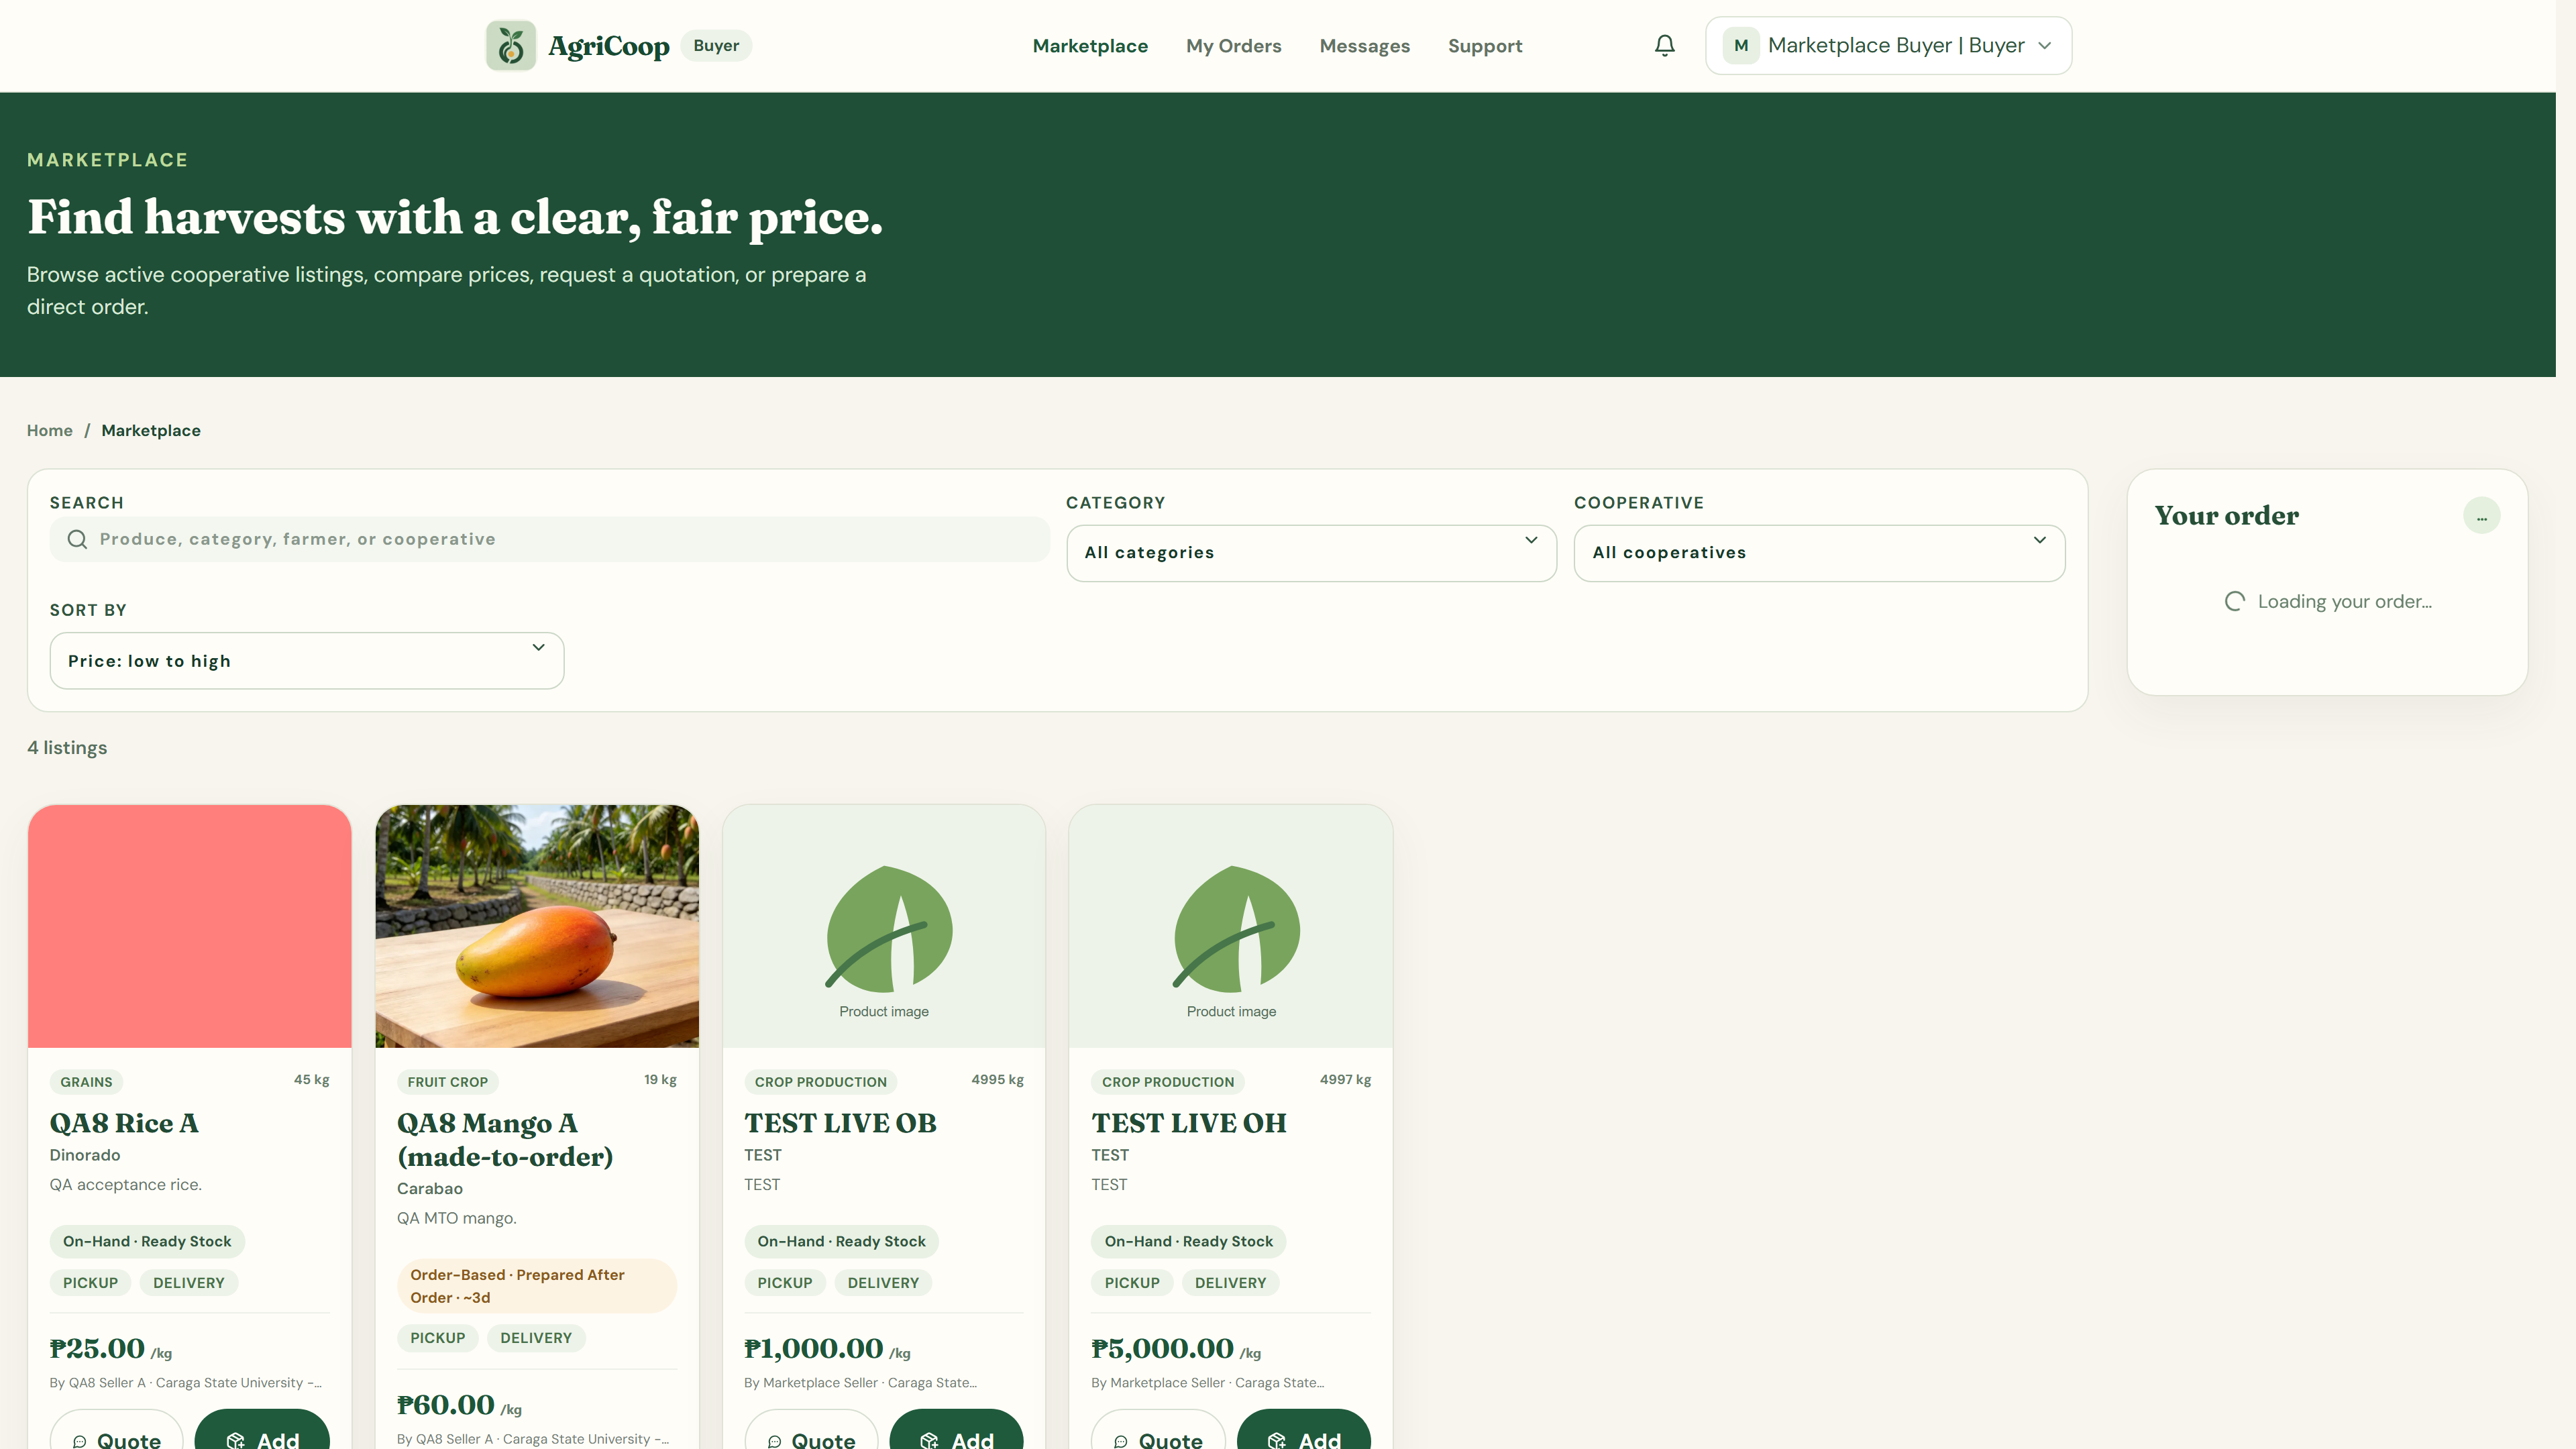 AgriCoop
Buyer
Marketplace
My Orders
Messages
Support
M
Marketplace Buyer | Buyer
MARKETPLACE
Find harvests with a clear, fair price.
Browse active cooperative listings, compare prices, request a quotation, or prepare a
direct order.
Home / Marketplace
SEARCH
Produce, category, farmer, or cooperative
CATEGORY
All categories
COOPERATIVE
All cooperatives
SORT BY
Price: low to high
Your order
...
Loading your order...
4 listings
GRAINS
45 kg
QA8 Rice A
Dinorado
QA acceptance rice.
On-Hand · Ready Stock
PICKUP
DELIVERY
₱25.00 /kg
By QA8 Seller A · Caraga State University -...
Quote
Add
FRUIT CROP
19 kg
QA8 Mango A
(made-to-order)
Carabao
QA MTO mango.
Order-Based · Prepared After
Order · ~3d
PICKUP
DELIVERY
₱60.00 /kg
By QA8 Seller A · Caraga State University -...
Product image
CROP PRODUCTION
4995 kg
TEST LIVE OB
TEST
TEST
On-Hand · Ready Stock
PICKUP
DELIVERY
₱1,000.00 /kg
By Marketplace Seller · Caraga State...
Quote
Add
Product image
CROP PRODUCTION
4997 kg
TEST LIVE OH
TEST
TEST
On-Hand · Ready Stock
PICKUP
DELIVERY
₱5,000.00 /kg
By Marketplace Seller · Caraga State...
Quote
Add